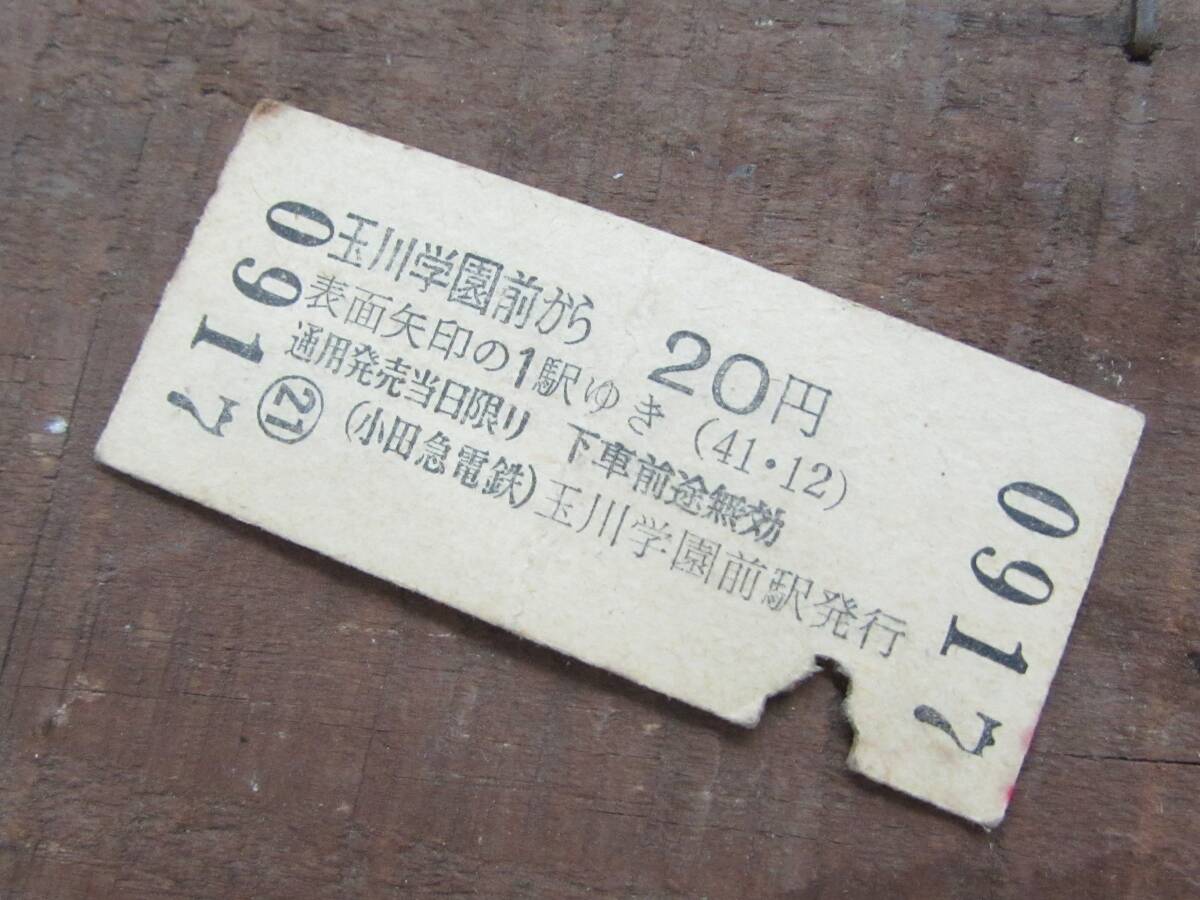 0917
玉川学園前から 20円
表面矢印の1駅ゆき (41・12)
通用発売当日限り 下車前途無効
㉑ (小田急電鉄) 玉川学園前駅発行
0917